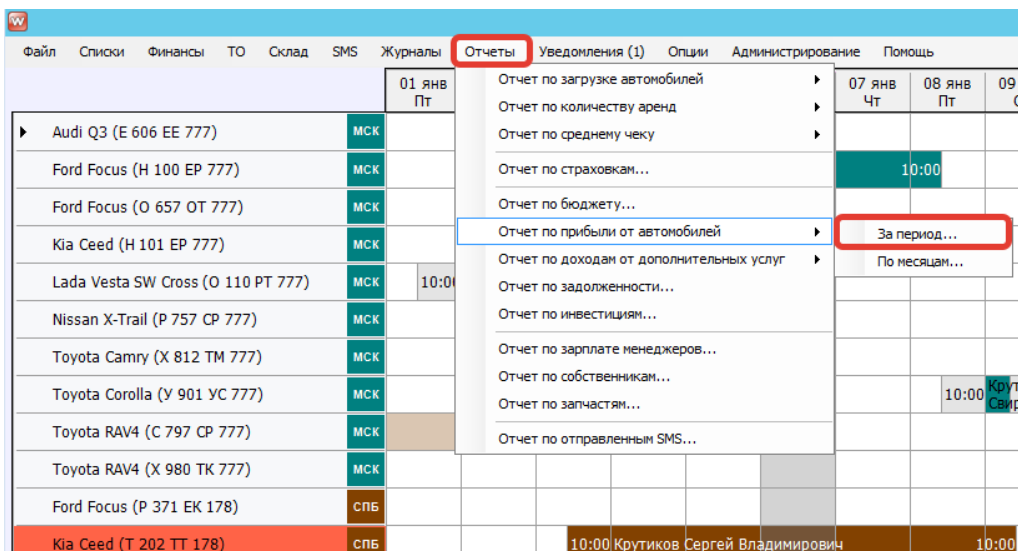 Файл Списки Финансы ТО Склад SMS Журналы Отчеты Уведомления (1) Опции Администрирование Помощь
01 янв
Пт
07 янв
Чт
08 янв
Пт
09
Отчет по загрузке автомобилей
Отчет по количеству аренд
Отчет по среднему чеку
Отчет по страховкам...
Отчет по бюджету...
Отчет по прибыли от автомобилей
Отчет по доходам от дополнительных услуг
Отчет по задолженности...
Отчет по инвестициям...
Отчет по зарплате менеджеров...
Отчет по собственникам...
Отчет по запчастям...
Отчет по отправленным SMS...
За период...
По месяцам...
Audi Q3 (Е 606 ЕЕ 777) МСК
Ford Focus (Н 100 ЕР 777) МСК 10:00
Ford Focus (О 657 ОТ 777) МСК
Kia Ceed (Н 101 ЕР 777) МСК
Lada Vesta SW Cross (О 110 РТ 777) МСК 10:00
Nissan X-Trail (Р 757 СР 777) МСК
Toyota Camry (Х 812 ТМ 777) МСК
Toyota Corolla (У 901 УС 777) МСК 10:00
Toyota RAV4 (С 797 СР 777) МСК
Toyota RAV4 (Х 980 ТК 777) МСК
Ford Focus (Р 371 ЕК 178) СПБ
Kia Ceed (Т 202 ТТ 178) СПБ 10:00 Крутиков Сергей Владимирович 10:00